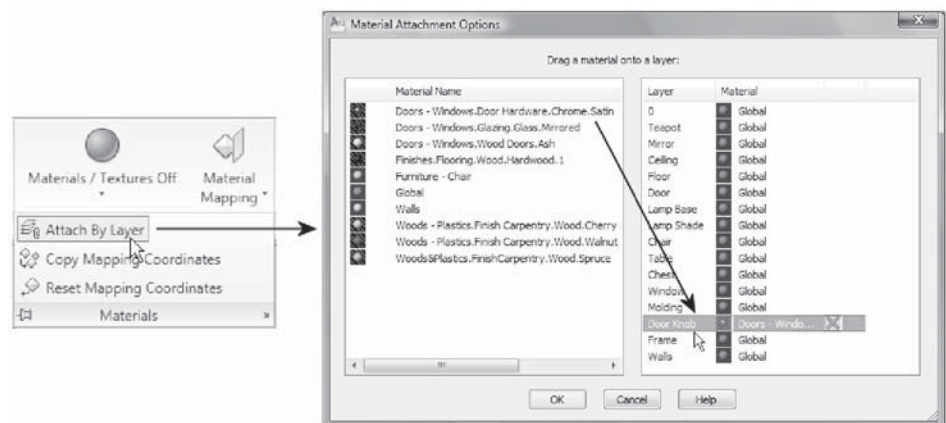 Material Attachment Options
Drag a material onto a layer:
Material Name
Doors - Windows.Door Hardware.Chrome.Satin
Doors - Windows.Glazing.Glass.Mirrored
Doors - Windows.Wood Doors.Ash
Finishes.Flooring.Wood.Hardwood.1
Furniture - Chair
Global
Walls
Woods - Plastics.Finish Carpentry.Wood.Cherry
Woods - Plastics.Finish Carpentry.Wood.Walnut
Woods&Plastics.FinishCarpentry.Wood.Spruce
Layer Material
0 Global
Teapot Global
Mirror Global
Ceiling Global
Floor Global
Door Global
Lamp Base Global
Lamp Shade Global
Chair Global
Table Global
Chest Global
Window Global
Molding Global
Door Knob Doors - Windo...
Frame Global
Walls Global
OK Cancel Help
Materials / Textures Off
Material Mapping
Attach By Layer
Copy Mapping Coordinates
Reset Mapping Coordinates
Materials